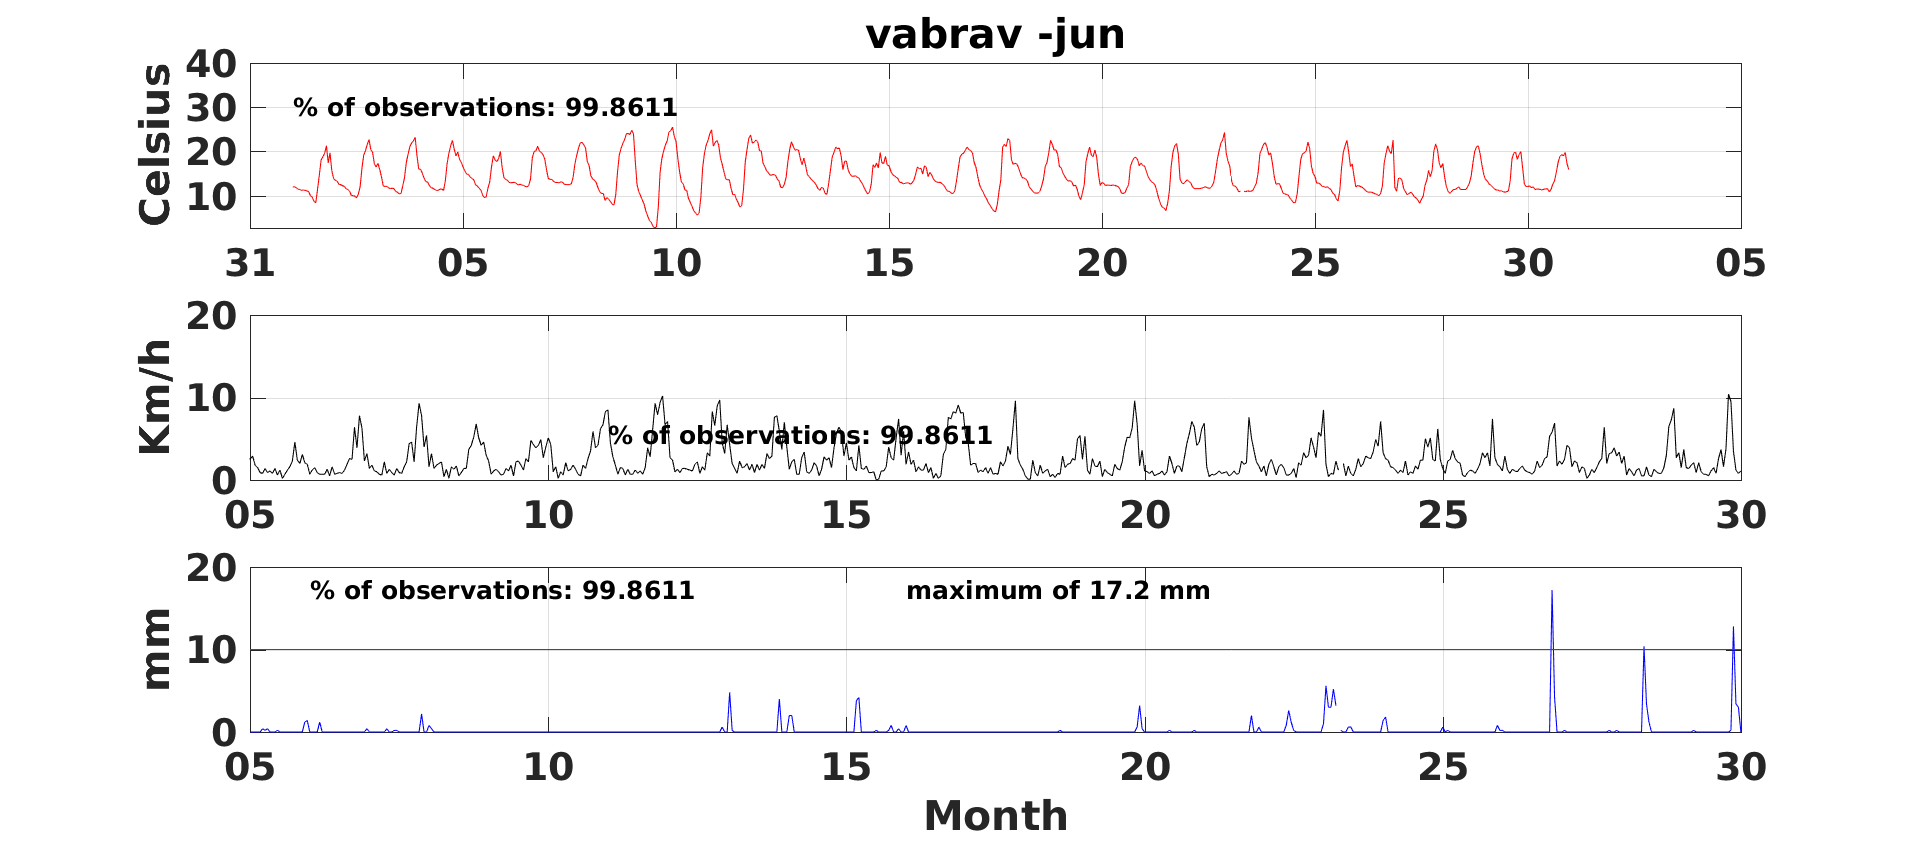 vabrav -jun
Celsius
40
30
20
10
% of observations: 99.8611
31 05 10 15 20 25 30 05
Km/h
20
10
0
% of observations: 99.8611
05 10 15 20 25 30
mm
20
10
0
% of observations: 99.8611 maximum of 17.2 mm
05 10 15 20 25 30
Month